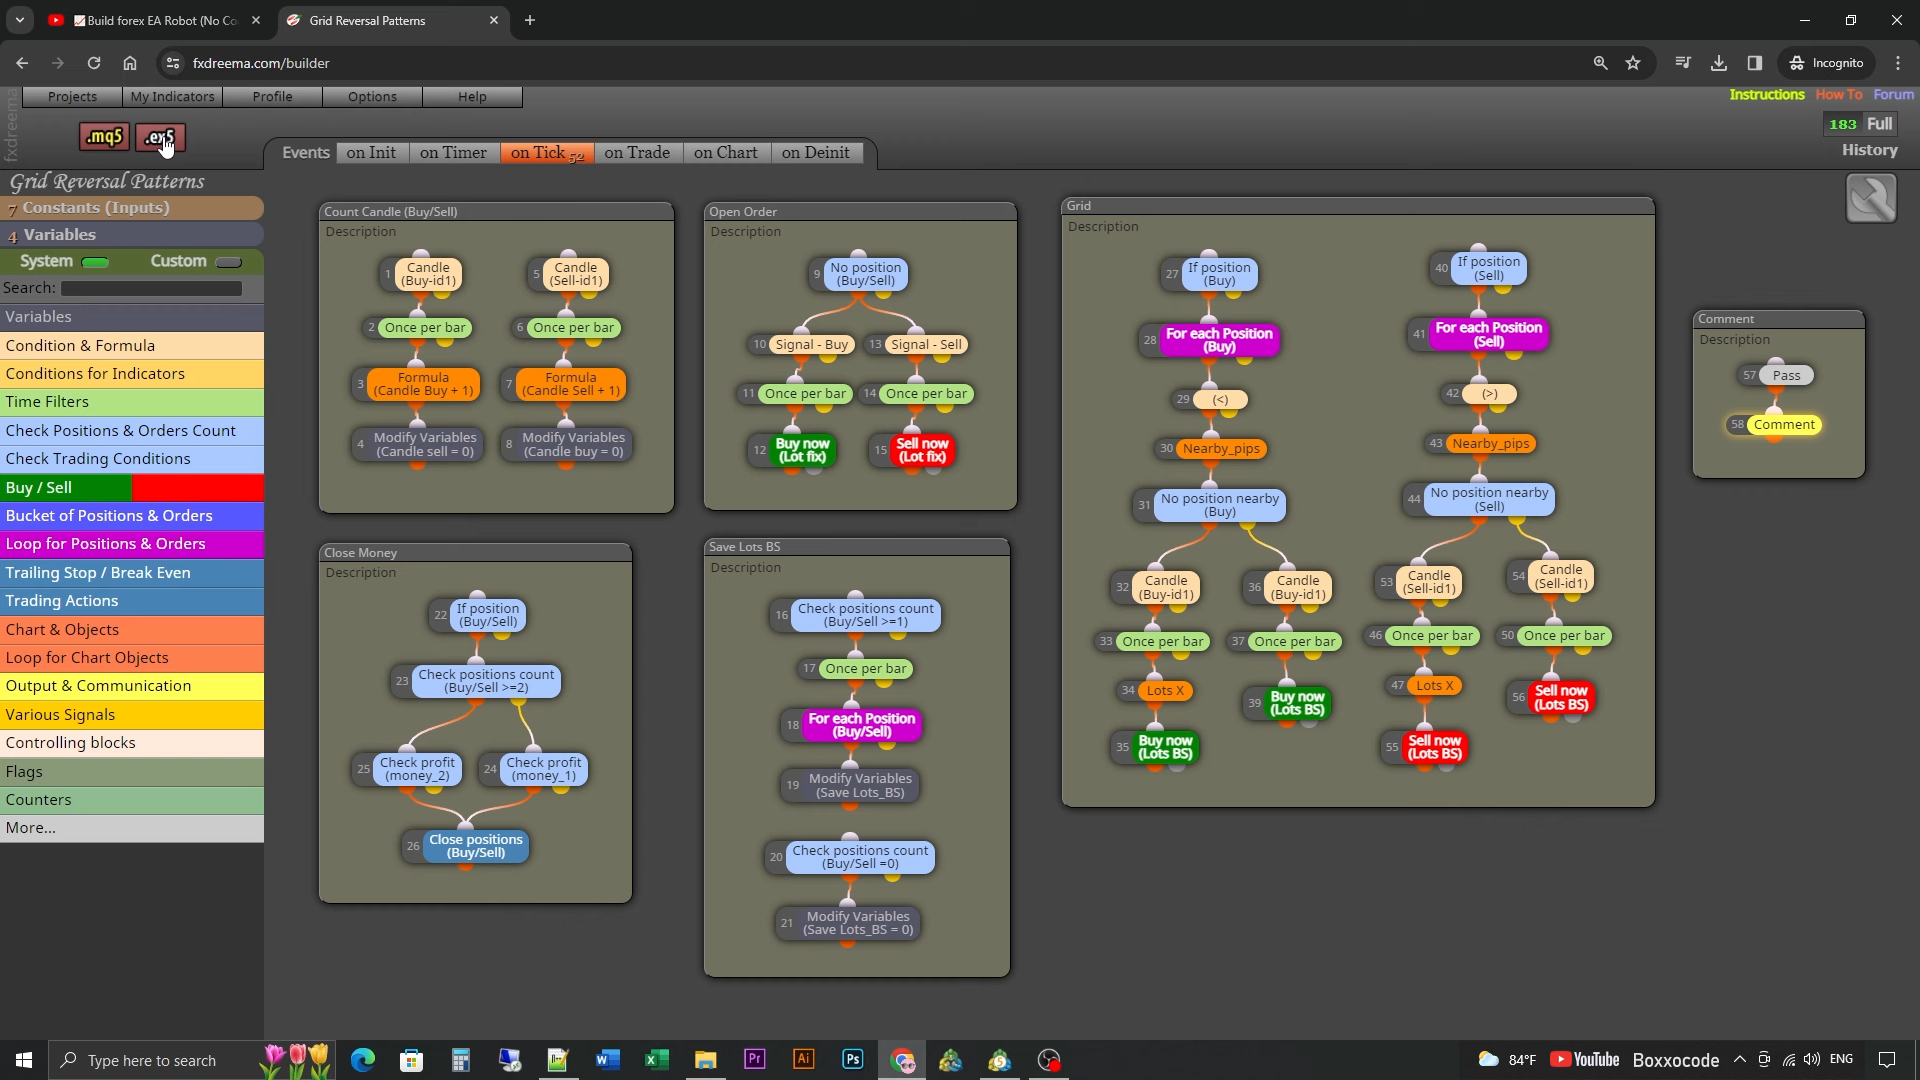 Build forex EA Robot (No Co
Grid Reversal Patterns
fxdreema.com/builder
Incognito
fxdreema
Projects
My Indicators
Profile
Options
Help
Instructions
How To
Forum
.mq5
.ex5
183 Full
History
Events
on Init
on Timer
on Tick 52
on Trade
on Chart
on Deinit
Grid Reversal Patterns
7 Constants (Inputs)
4 Variables
System
Custom
Search:
Variables
Condition & Formula
Conditions for Indicators
Time Filters
Check Positions & Orders Count
Check Trading Conditions
Buy / Sell
Bucket of Positions & Orders
Loop for Positions & Orders
Trailing Stop / Break Even
Trading Actions
Chart & Objects
Loop for Chart Objects
Output & Communication
Various Signals
Controlling blocks
Flags
Counters
More...
Count Candle (Buy/Sell)
Description
1 Candle
(Buy-id1)
5 Candle
(Sell-id1)
2 Once per bar
6 Once per bar
3 Formula
(Candle Buy + 1)
7 Formula
(Candle Sell + 1)
4 Modify Variables
(Candle sell = 0)
8 Modify Variables
(Candle buy = 0)
Open Order
Description
9 No position
(Buy/Sell)
10 Signal - Buy
13 Signal - Sell
11 Once per bar
14 Once per bar
12 Buy now
(Lot fix)
15 Sell now
(Lot fix)
Close Money
Description
22 If position
(Buy/Sell)
23 Check positions count
(Buy/Sell >=2)
25 Check profit
(money_2)
24 Check profit
(money_1)
26 Close positions
(Buy/Sell)
Save Lots BS
Description
16 Check positions count
(Buy/Sell >=1)
17 Once per bar
18 For each Position
(Buy/Sell)
19 Modify Variables
(Save Lots_BS)
20 Check positions count
(Buy/Sell =0)
21 Modify Variables
(Save Lots_BS = 0)
Grid
Description
27 If position
(Buy)
40 If position
(Sell)
28 For each Position
(Buy)
41 For each Position
(Sell)
29 (<)
42 (>)
30 Nearby_pips
43 Nearby_pips
31 No position nearby
(Buy)
44 No position nearby
(Sell)
32 Candle
(Buy-id1)
36 Candle
(Buy-id1)
53 Candle
(Sell-id1)
54 Candle
(Sell-id1)
33 Once per bar
37 Once per bar
46 Once per bar
50 Once per bar
34 Lots X
39 Buy now
(Lots BS)
47 Lots X
56 Sell now
(Lots BS)
35 Buy now
(Lots BS)
55 Sell now
(Lots BS)
Comment
Description
57 Pass
58 Comment
Type here to search
Pr
Ai
Ps
84°F
YouTube
Boxxocode
ENG